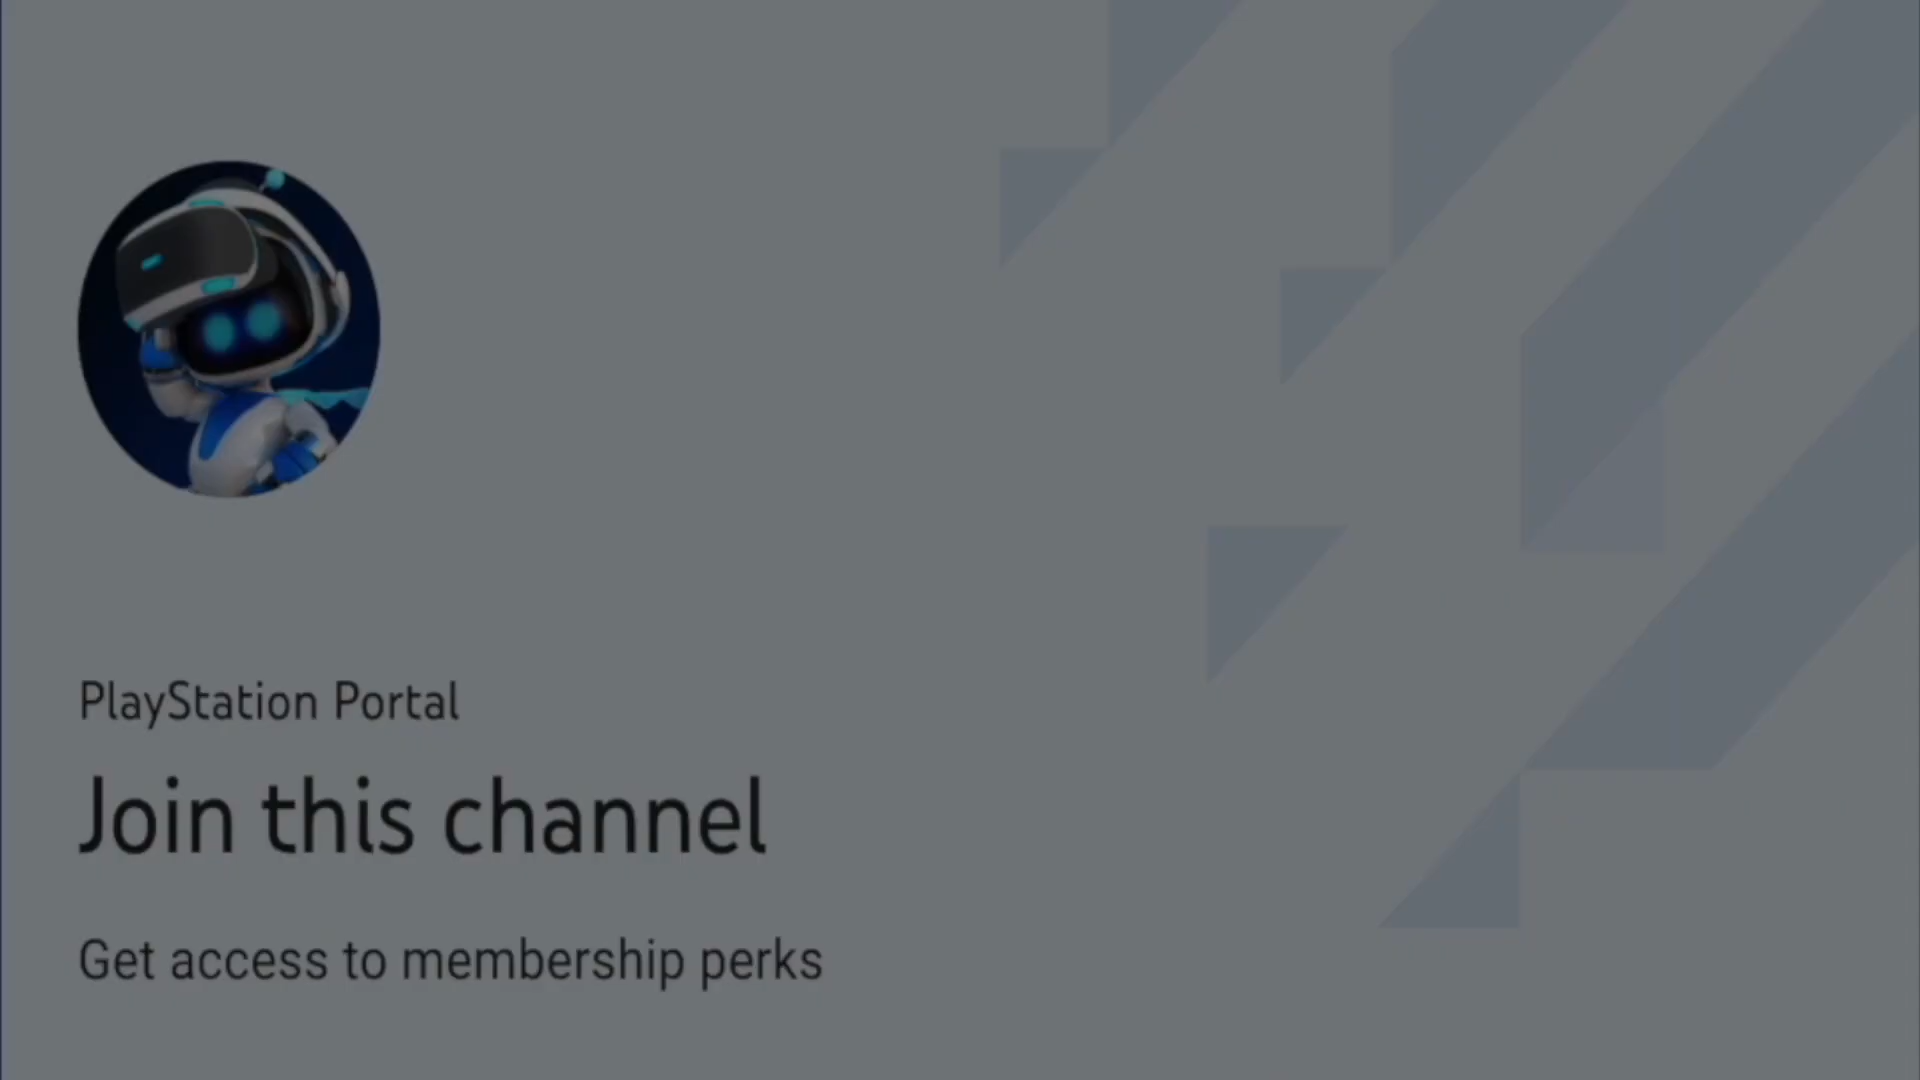 PlayStation Portal
Join this channel
Get access to membership perks